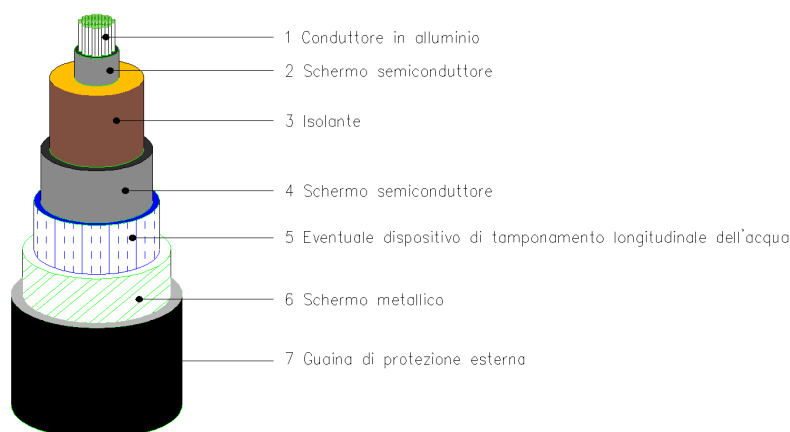 1 Conduttore in alluminio
2 Schermo semiconduttore
3 Isolante
4 Schermo semiconduttore
5 Eventuale dispositivo di tamponamento longitudinale dell'acqua
6 Schermo metallico
7 Guaina di protezione esterna